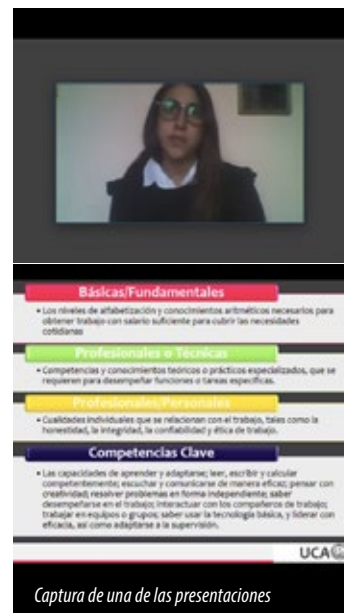 Básicas/Fundamentales
• Los niveles de alfabetización y conocimientos aritméticos necesarios para
obtener trabajo con salario suficiente para cubrir las necesidades
cotidianas
Profesionales o Técnicas
• Competencias y conocimientos teóricos o prácticos especializados, que se
requieren para desempeñar funciones o tareas específicas.
Profesionales/Personales
• Cualidades individuales que se relacionan con el trabajo, tales como la
honestidad, la integridad, la confiabilidad y ética de trabajo.
Competencias Clave
• Las capacidades de aprender y adaptarse; leer, escribir y calcular
competentemente; escuchar y comunicarse de manera eficaz; pensar con
creatividad; resolver problemas en forma independiente; saber
desempeñarse en el trabajo; interactuar con los compañeros de trabajo;
trabajar en equipos o grupos; saber usar la tecnología básica, y liderar con
eficacia, así como adaptarse a la supervisión.
UCA
Captura de una de las presentaciones